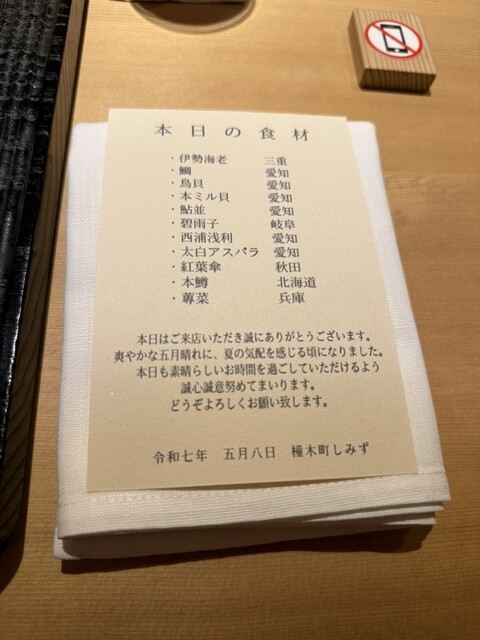 本日の食材
・伊勢海老 三重
・鯛 愛知
・鳥貝 愛知
・本ミル貝 愛知
・鮎並 愛知
・碧雨子 岐阜
・西浦浅利 愛知
・太白アスパラ 愛知
・紅葉傘 秋田
・本鱒 北海道
・蓴菜 兵庫
本日はご来店いただき誠にありがとうございます。
爽やかな五月晴れに、夏の気配を感じる頃になりました。
本日も素晴らしいお時間を過ごしていただけるよう
誠心誠意努めてまいります。
どうぞよろしくお願い致します。
令和七年 五月八日 橦木町しみず